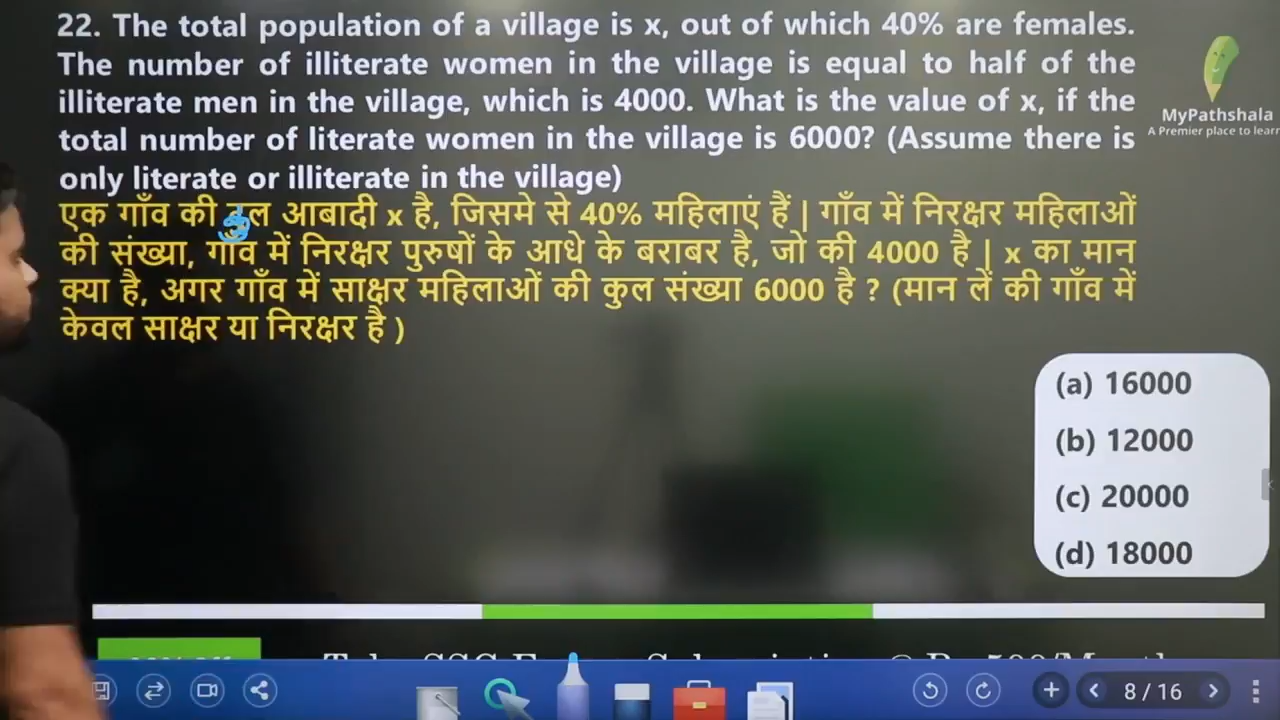 22. The total population of a village is x, out of which 40% are females.
The number of illiterate women in the village is equal to half of the
illiterate men in the village, which is 4000. What is the value of x, if the
total number of literate women in the village is 6000? (Assume there is
only literate or illiterate in the village)
एक गाँव की कुल आबादी x है, जिसमे से 40% महिलाएं हैं | गाँव में निरक्षर महिलाओं
की संख्या, गाँव में निरक्षर पुरुषों के आधे के बराबर है, जो की 4000 है | x का मान
क्या है, अगर गाँव में साक्षर महिलाओं की कुल संख्या 6000 है ? (मान लें की गाँव में
केवल साक्षर या निरक्षर है )
MyPathshala
A Premier place to learn
(a) 16000
(b) 12000
(c) 20000
(d) 18000
8 / 16